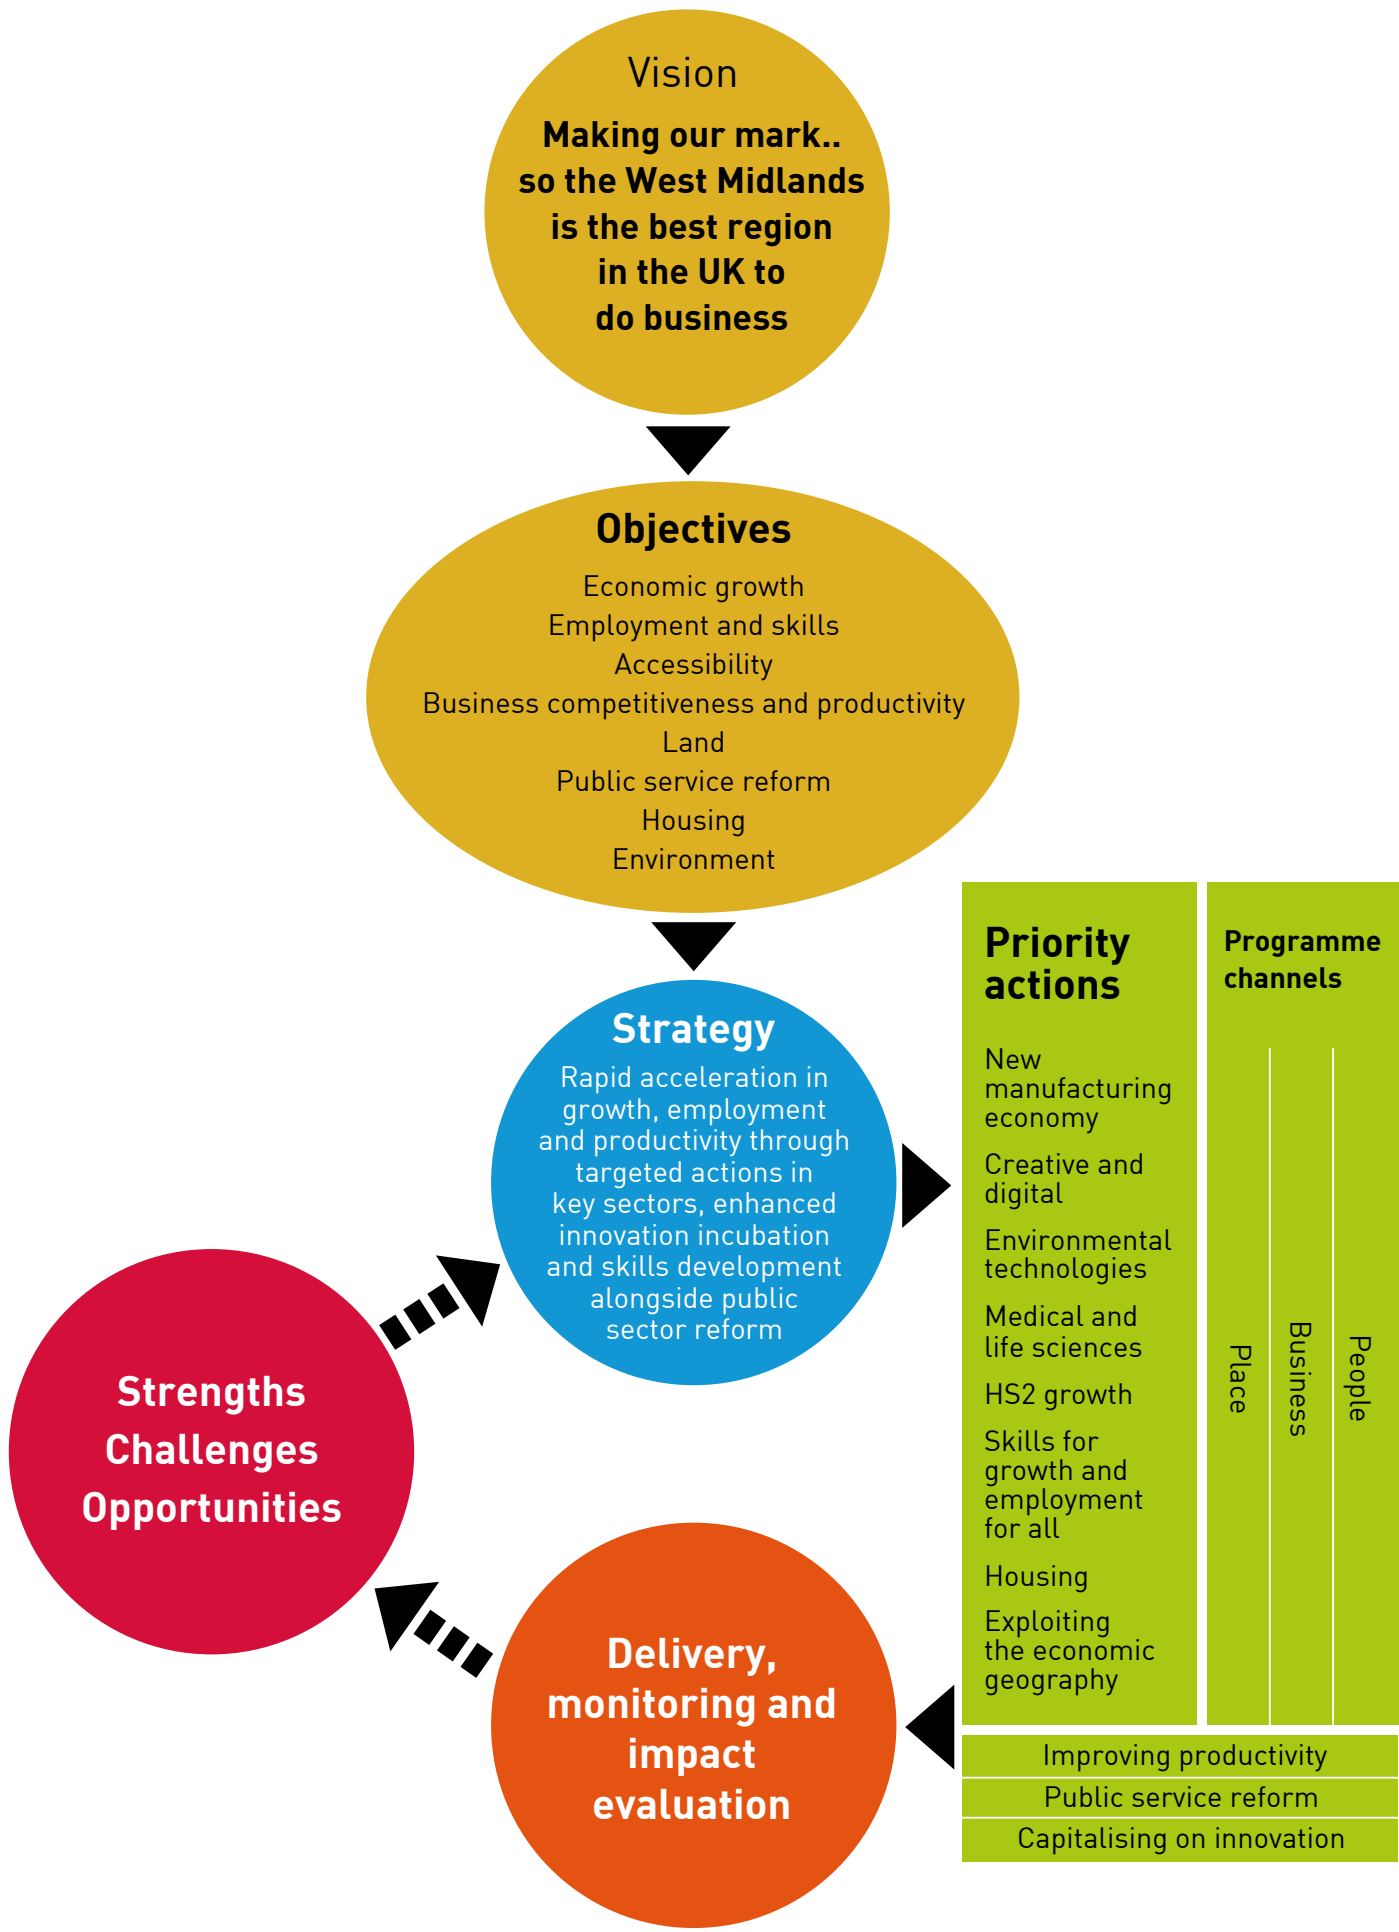 Vision
Making our mark..
so the West Midlands
is the best region
in the UK to
do business
Objectives
Economic growth
Employment and skills
Accessibility
Business competitiveness and productivity
Land
Public service reform
Housing
Environment
Strategy
Rapid acceleration in
growth, employment
and productivity through
targeted actions in
key sectors, enhanced
innovation incubation
and skills development
alongside public
sector reform
Priority
actions
New
manufacturing
economy
Creative and
digital
Environmental
technologies
Medical and
life sciences
HS2 growth
Skills for
growth and
employment
for all
Housing
Exploiting
the economic
geography
Programme
channels
Place
Business
People
Improving productivity
Public service reform
Capitalising on innovation
Delivery,
monitoring and
impact
evaluation
Strengths
Challenges
Opportunities